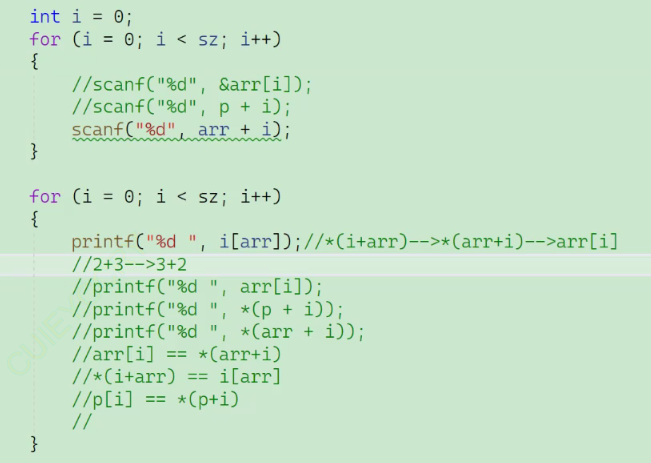 int i = 0;
for (i = 0; i < sz; i++)
{
//scanf("%d", &arr[i]);
//scanf("%d", p + i);
scanf("%d", arr + i);
}
for (i = 0; i < sz; i++)
{
printf("%d ", i[arr]);//*(i+arr)-->*(arr+i)-->arr[i]
//2+3-->3+2
//printf("%d ", arr[i]);
//printf("%d ", *(p + i));
//printf("%d ", *(arr + i));
//arr[i] == *(arr+i)
//*(i+arr) == i[arr]
//p[i] == *(p+i)
//
}